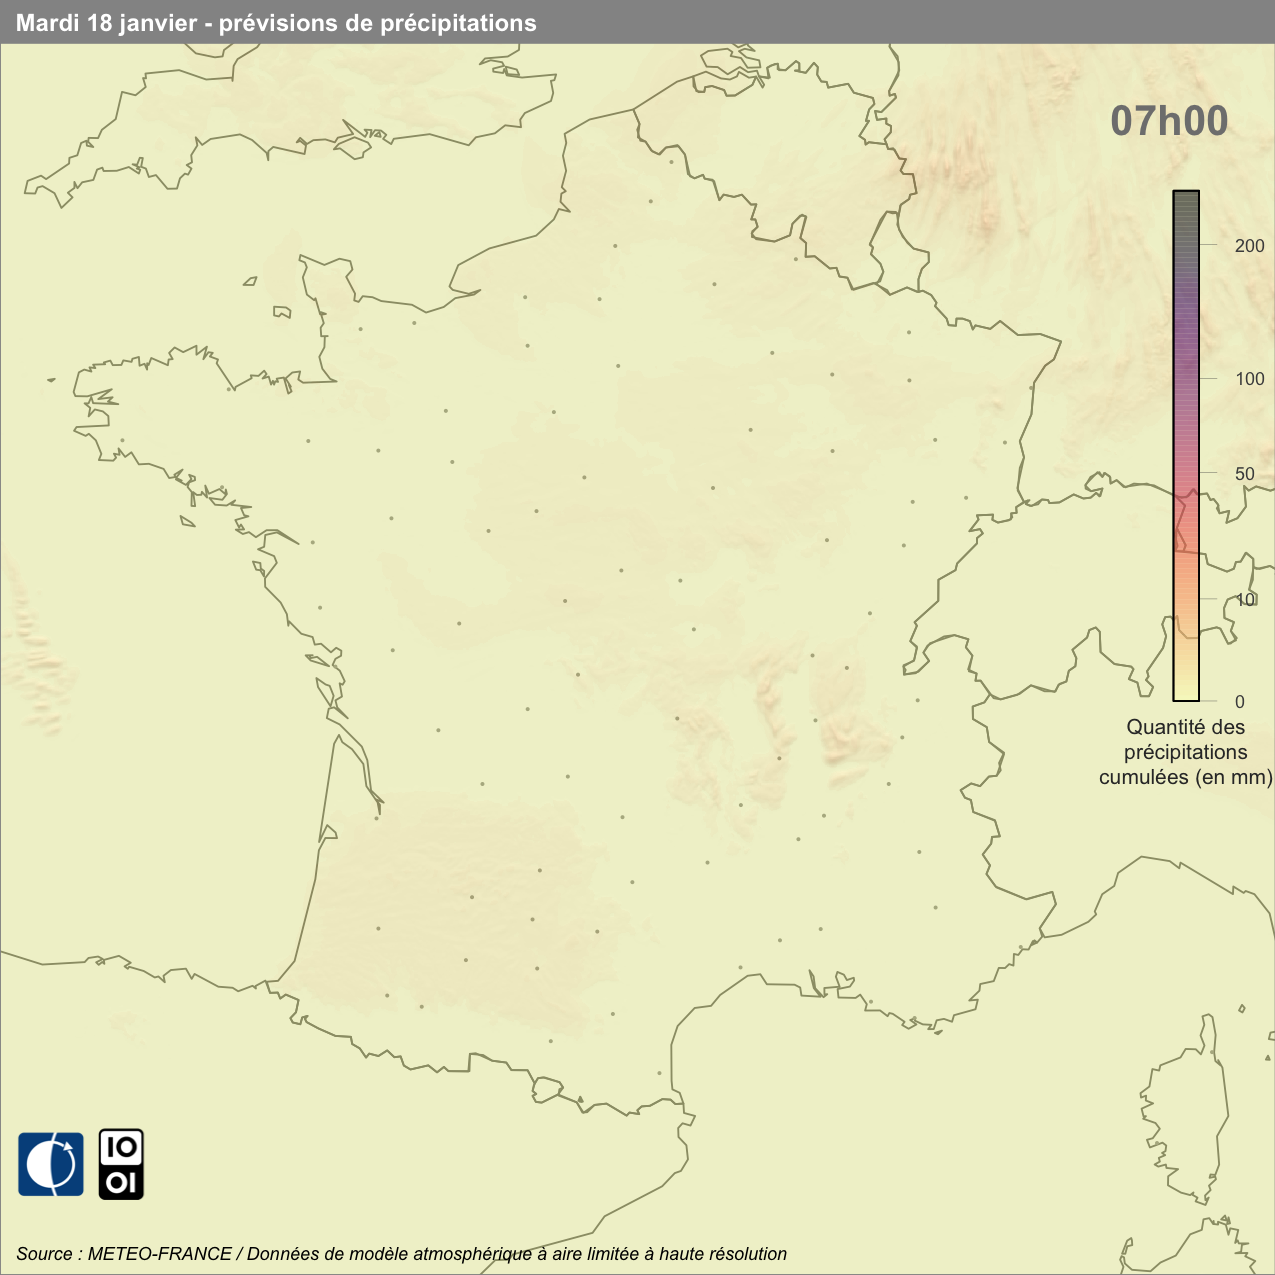 Mardi 18 janvier - prévisions de précipitations
07h00
200
100
50
10
0
Quantité des
précipitations
cumulées (en mm)
IO
OI
Source : METEO-FRANCE / Données de modèle atmosphérique à aire limitée à haute résolution